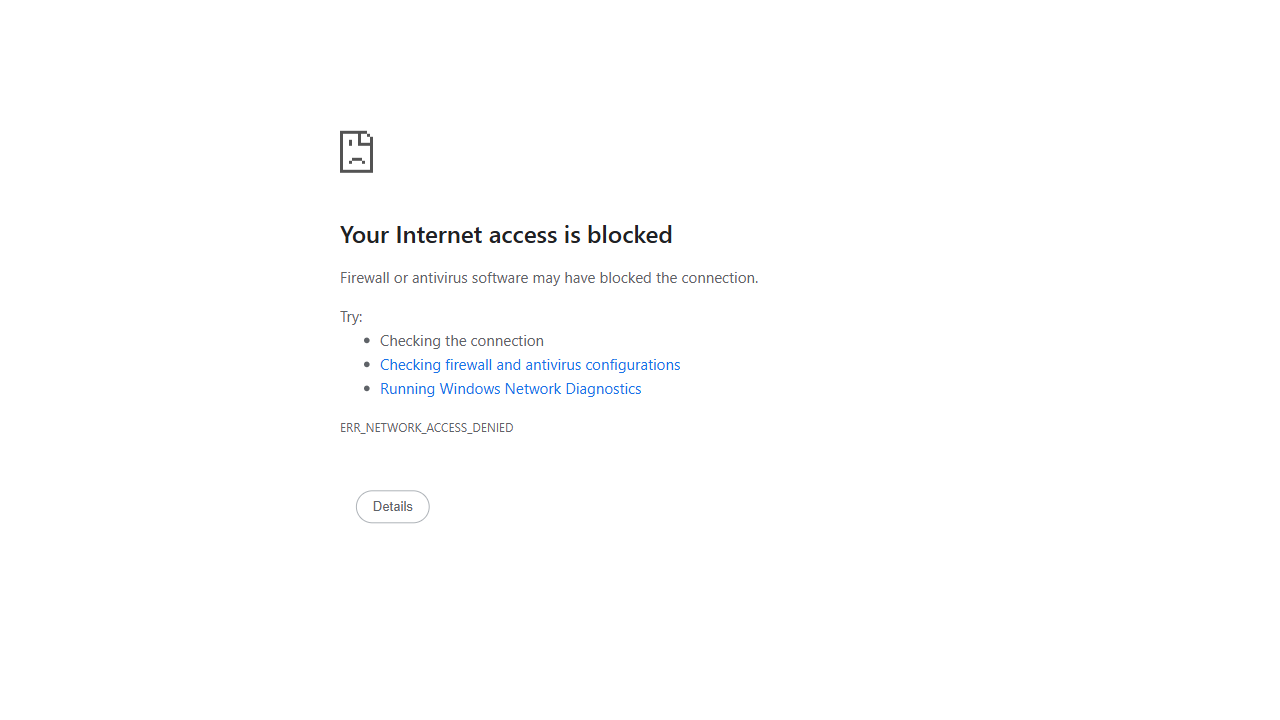 Your Internet access is blocked
Firewall or antivirus software may have blocked the connection.
Try:
Checking the connection
Checking firewall and antivirus configurations
Running Windows Network Diagnostics
ERR_NETWORK_ACCESS_DENIED
Details